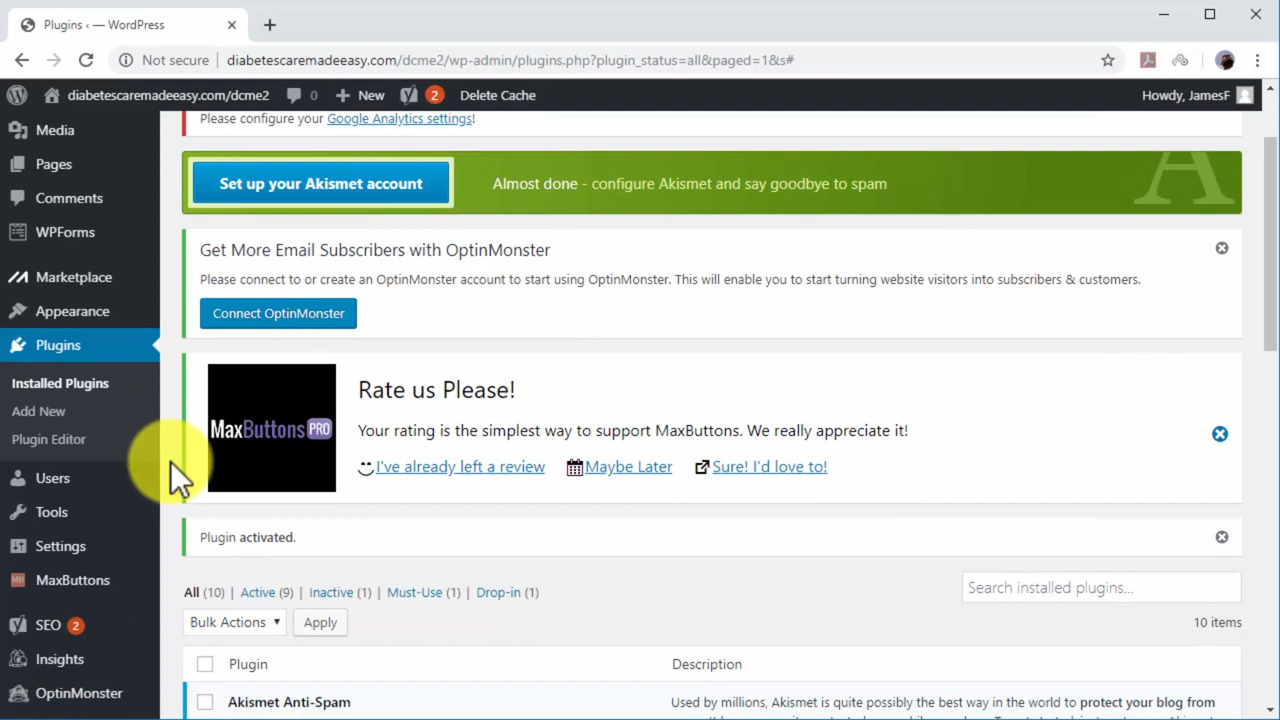 Plugins ‹ — WordPress
Not secure | diabetescaremadeeasy.com/dcme2/wp-admin/plugins.php?plugin_status=all&paged=1&s#
diabetescaremadeeasy.com/dcme2 0 New 2 Delete Cache Howdy, JamesF
Media
Pages
Comments
WPForms
Marketplace
Appearance
Plugins
Installed Plugins
Add New
Plugin Editor
Users
Tools
Settings
MaxButtons
SEO 2
Insights
OptinMonster
Please configure your Google Analytics settings!
Set up your Akismet account
Almost done - configure Akismet and say goodbye to spam
Get More Email Subscribers with OptinMonster
Please connect to or create an OptinMonster account to start using OptinMonster. This will enable you to start turning website visitors into subscribers & customers.
Connect OptinMonster
MaxButtons PRO
Rate us Please!
Your rating is the simplest way to support MaxButtons. We really appreciate it!
I've already left a review Maybe Later Sure! I'd love to!
Plugin activated.
All (10) | Active (9) | Inactive (1) | Must-Use (1) | Drop-in (1)
Search installed plugins...
Bulk Actions Apply
10 items
Plugin Description
Akismet Anti-Spam
Used by millions, Akismet is quite possibly the best way in the world to protect your blog from